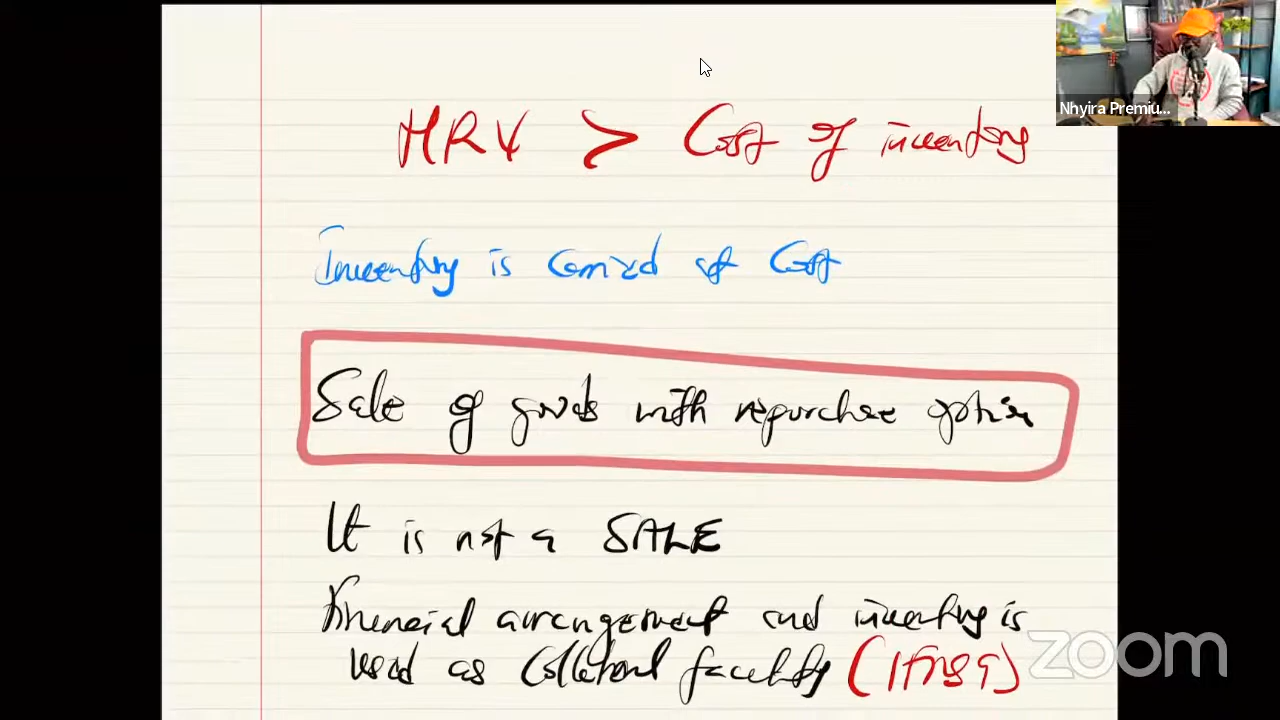 Nhyira Premiu...
NRV > Cost of inventory
Inventory is carried at Cost
Sale of goods with repurchase option
It is not a SALE
Financial arrangement and inventory is
used as Collateral facility (IFRS 9)
zoom